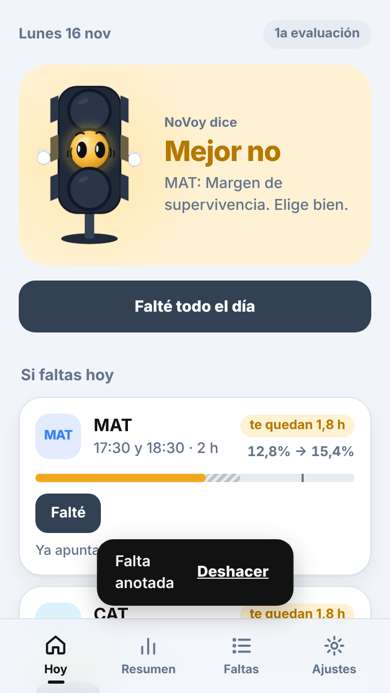 Lunes 16 nov
1a evaluación
NoVoy dice
Mejor no
MAT: Margen de
supervivencia. Elige bien.
Falté todo el día
Si faltas hoy
MAT
MAT
te quedan 1,8 h
17:30 y 18:30 · 2 h
12,8% → 15,4%
Falté
Ya apunta
Falta
anotada
Deshacer
CAT
CAT
te quedan 1,8 h
Hoy
Resumen
Faltas
Ajustes